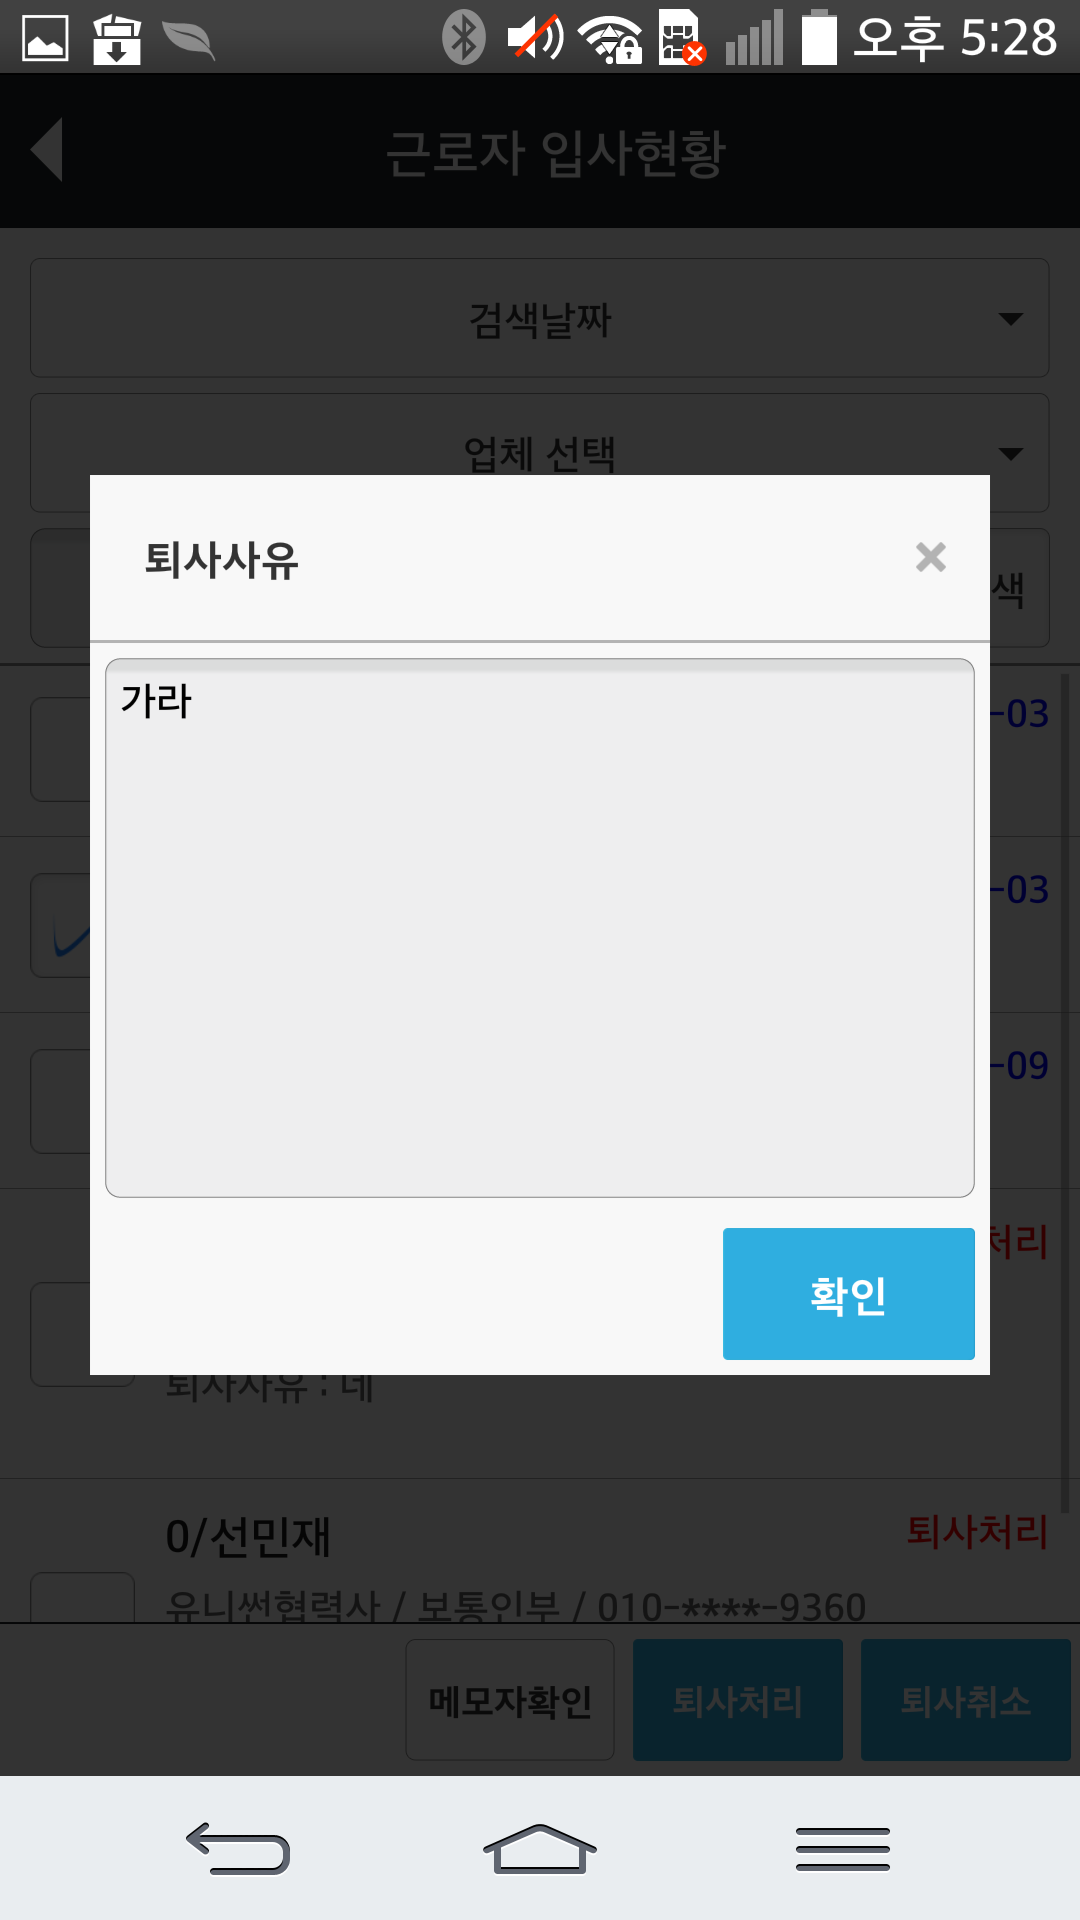 오후 5:28
근로자 입사현황
검색날짜
업체 선택
색
퇴사사유
×
가라
-03
-03
-09
처리
확인
퇴사사유 : 네
0/선민재
퇴사처리
유니썬협력사 / 보통인부 / 010-****-9360
메모자확인
퇴사처리
퇴사취소